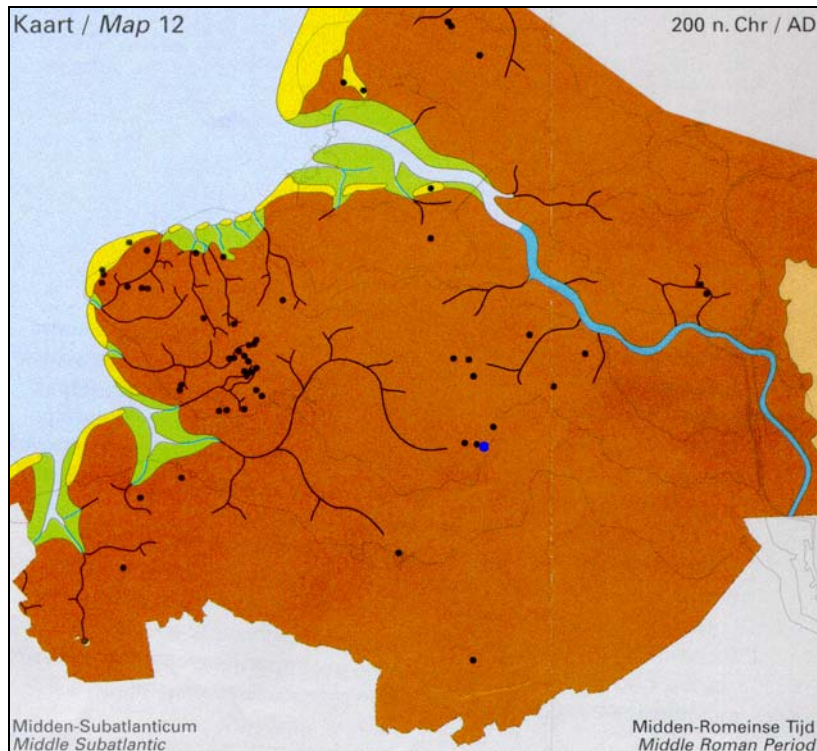 Kaart / Map 12
200 n. Chr / AD
Midden-Subatlanticum
Middle Subatlantic
Midden-Romeinse Tijd
Middle Roman Period